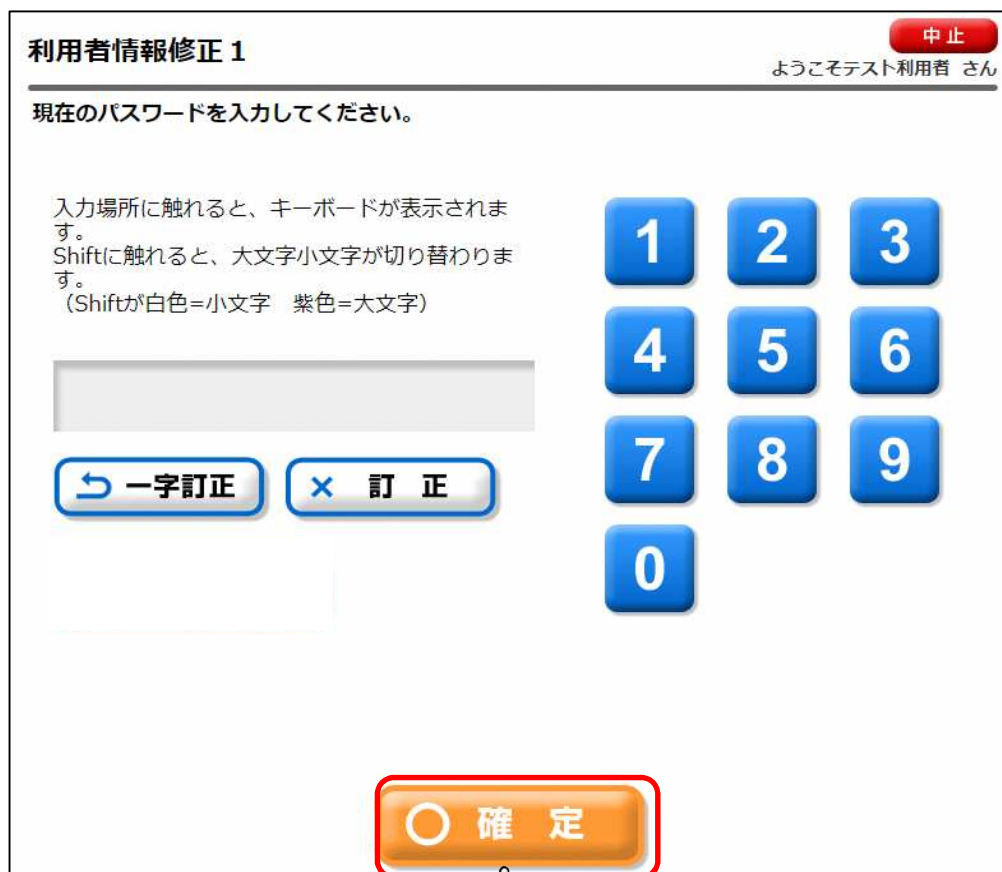 利用者情報修正１
中止
ようこそテスト利用者 さん
現在のパスワードを入力してください。
入力場所に触れると、キーボードが表示されま
す。
Shiftに触れると、大文字小文字が切り替わりま
す。
（Shiftが白色=小文字　紫色=大文字）
1 2 3
4 5 6
7 8 9
0
一字訂正
× 訂 正
確 定